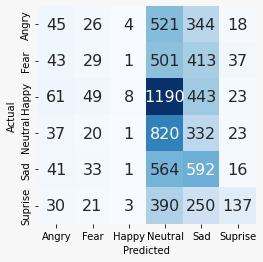 Angry 45 26 4 521 344 18
Fear 43 29 1 501 413 37
Happy 61 49 8 1190 443 23
Neutral 37 20 1 820 332 23
Sad 41 33 1 564 592 16
Suprise 30 21 3 390 250 137
Actual
Angry Fear Happy Neutral Sad Suprise
Predicted